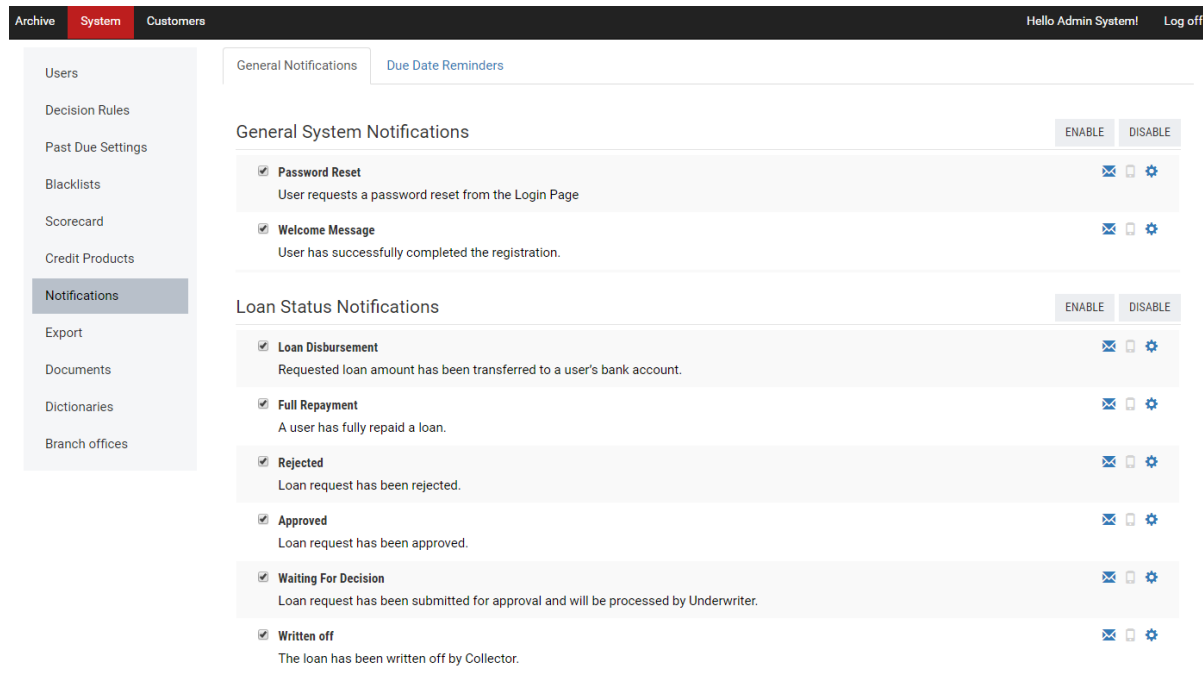 Archive System Customers Hello Admin System! Log off
Users
Decision Rules
Past Due Settings
Blacklists
Scorecard
Credit Products
Notifications
Export
Documents
Dictionaries
Branch offices
General Notifications Due Date Reminders
General System Notifications ENABLE DISABLE
Password Reset
User requests a password reset from the Login Page
Welcome Message
User has successfully completed the registration.
Loan Status Notifications ENABLE DISABLE
Loan Disbursement
Requested loan amount has been transferred to a user's bank account.
Full Repayment
A user has fully repaid a loan.
Rejected
Loan request has been rejected.
Approved
Loan request has been approved.
Waiting For Decision
Loan request has been submitted for approval and will be processed by Underwriter.
Written off
The loan has been written off by Collector.